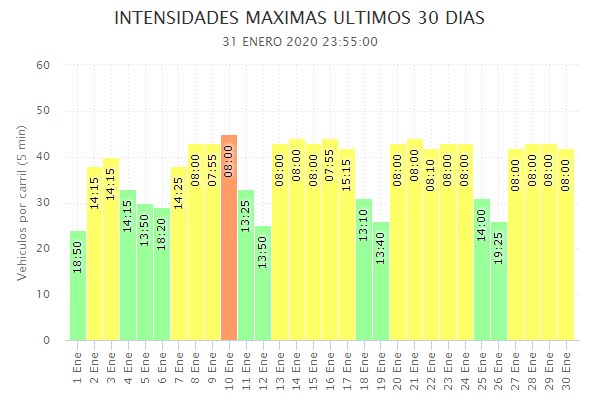 INTENSIDADES MAXIMAS ULTIMOS 30 DIAS
31 ENERO 2020 23:55:00
Vehiculos por carril (5 min)
60
50
40
30
20
10
0
18:50
14:15
14:15
14:15
13:50
18:20
14:25
08:00
07:55
08:00
13:25
13:50
08:00
08:00
08:00
07:55
15:15
13:10
13:40
08:00
08:00
08:10
08:00
08:00
14:00
19:25
08:00
08:00
08:00
08:00
1 Ene
2 Ene
3 Ene
4 Ene
5 Ene
6 Ene
7 Ene
8 Ene
9 Ene
10 Ene
11 Ene
12 Ene
13 Ene
14 Ene
15 Ene
16 Ene
17 Ene
18 Ene
19 Ene
20 Ene
21 Ene
22 Ene
23 Ene
24 Ene
25 Ene
26 Ene
27 Ene
28 Ene
29 Ene
30 Ene